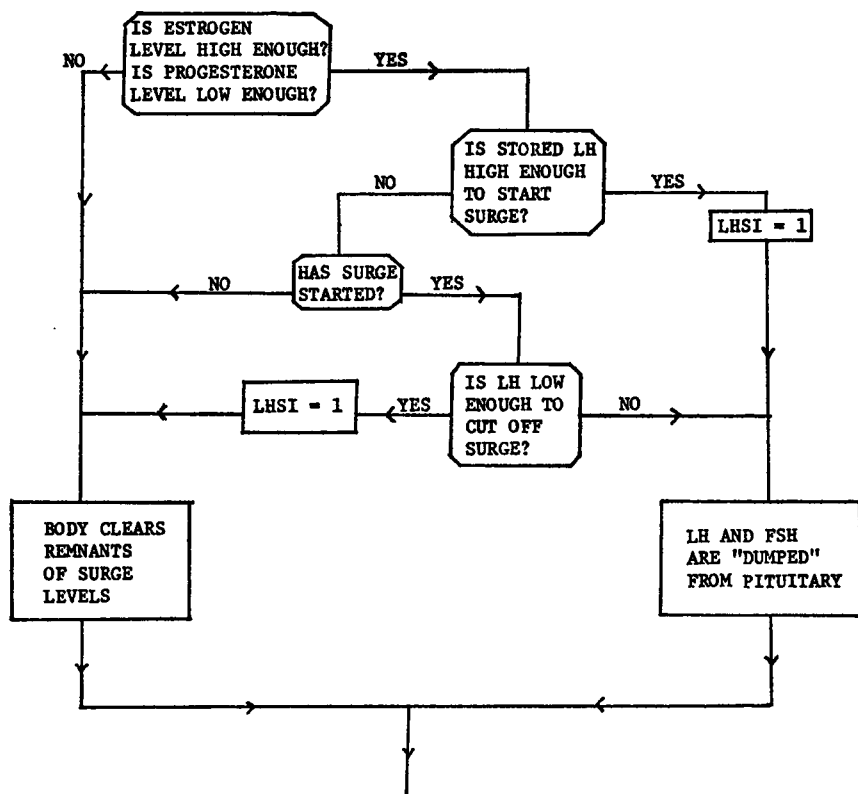 IS ESTROGEN
LEVEL HIGH ENOUGH?
IS PROGESTERONE
LEVEL LOW ENOUGH?
NO
YES
IS STORED LH
HIGH ENOUGH
TO START
SURGE?
NO
YES
LHSI = 1
HAS SURGE
STARTED?
NO
YES
IS LH LOW
ENOUGH TO
CUT OFF
SURGE?
YES
NO
LHSI = 1
BODY CLEARS
REMNANTS
OF SURGE
LEVELS
LH AND FSH
ARE "DUMPED"
FROM PITUITARY